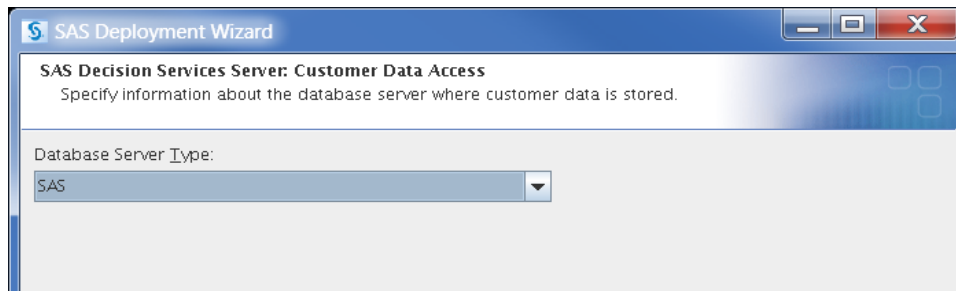 SAS Deployment Wizard
SAS Decision Services Server: Customer Data Access
Specify information about the database server where customer data is stored.
Database Server Type:
SAS